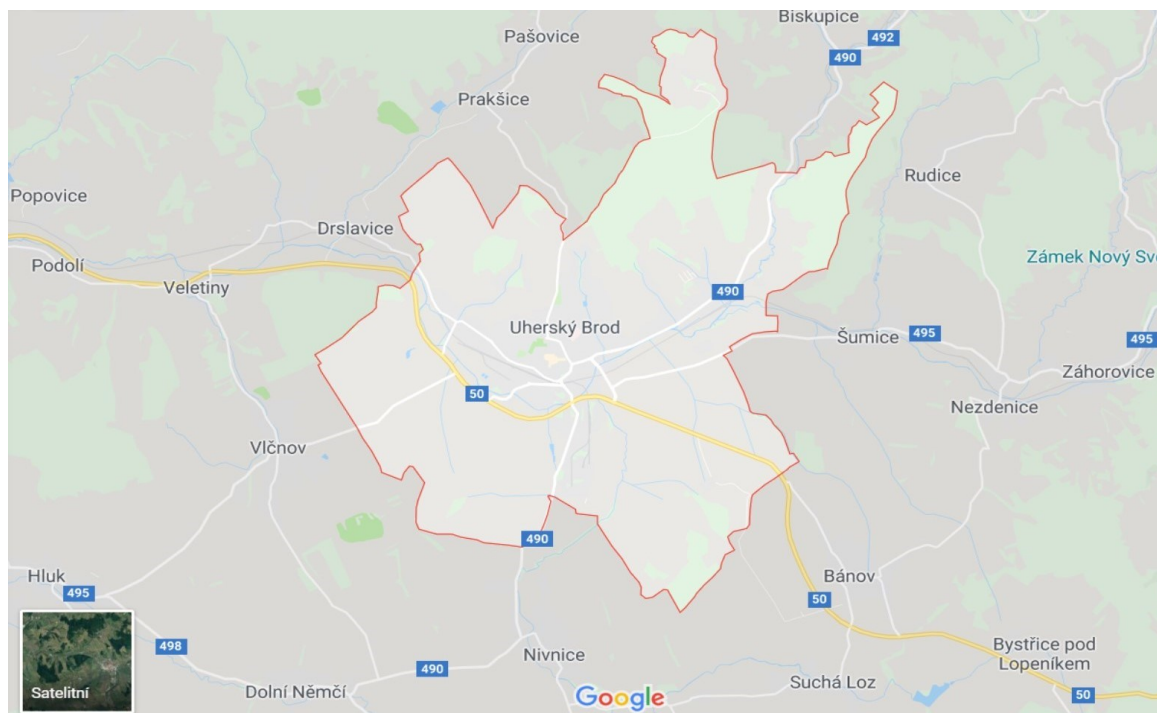 Biskupice
492
Pašovice
490
Prakšice
Rudice
Popovice
Drslavice
Zámek Nový Svě
Podolí
Veletiny
490
Uherský Brod
Šumice
495
495
Záhorovice
50
Nezdenice
Vlčnov
490
Hluk
Bánov
495
50
498
Bystřice pod
Lopeníkem
Nivnice
490
Suchá Loz
Dolní Němčí
Satelitní
Google
50